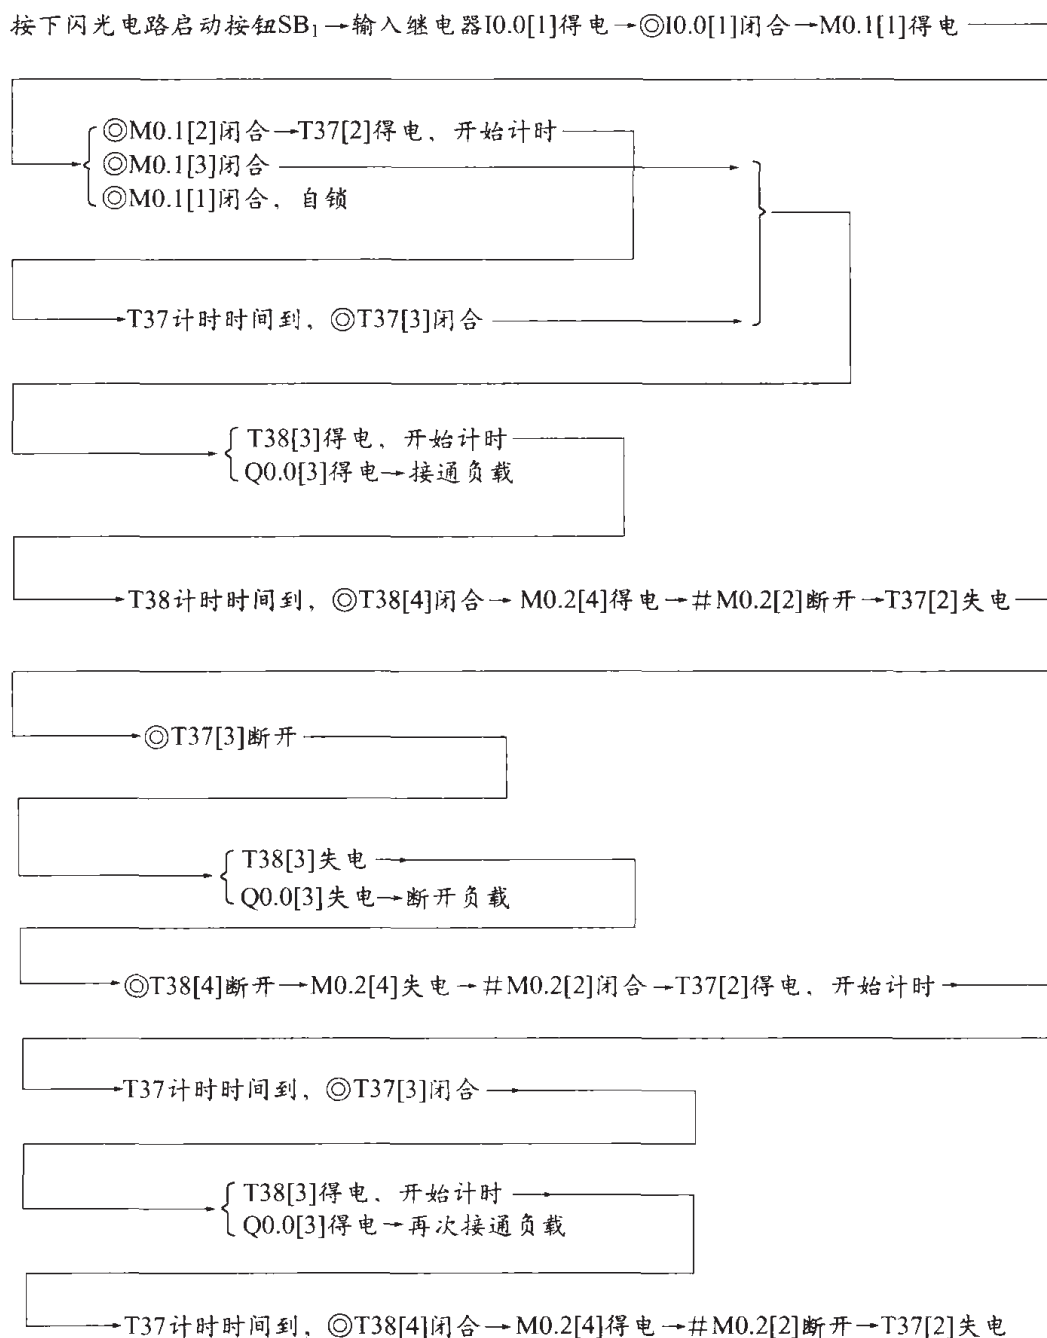 按下闪光电路启动按钮SB₁→输入继电器I0.0[1]得电→◎I0.0[1]闭合→M0.1[1]得电
◎M0.1[2]闭合→T37[2]得电、开始计时
◎M0.1[3]闭合
◎M0.1[1]闭合，自锁
T37计时时间到，◎T37[3]闭合
T38[3]得电、开始计时
Q0.0[3]得电→接通负载
T38计时时间到，◎T38[4]闭合→M0.2[4]得电→#M0.2[2]断开→T37[2]失电
◎T37[3]断开
T38[3]失电
Q0.0[3]失电→断开负载
◎T38[4]断开→M0.2[4]失电→#M0.2[2]闭合→T37[2]得电、开始计时
T37计时时间到，◎T37[3]闭合
T38[3]得电、开始计时
Q0.0[3]得电→再次接通负载
T37计时时间到，◎T38[4]闭合→M0.2[4]得电→#M0.2[2]断开→T37[2]失电